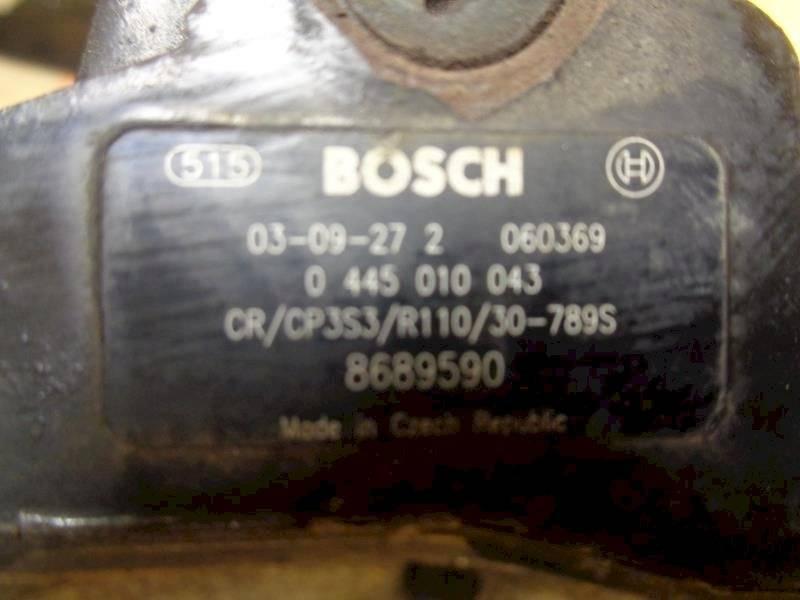 515 BOSCH
03-09-27 2 060369
0 445 010 043
CR/CP3S3/R110/30-789S
8689590
Made in Czech Republic